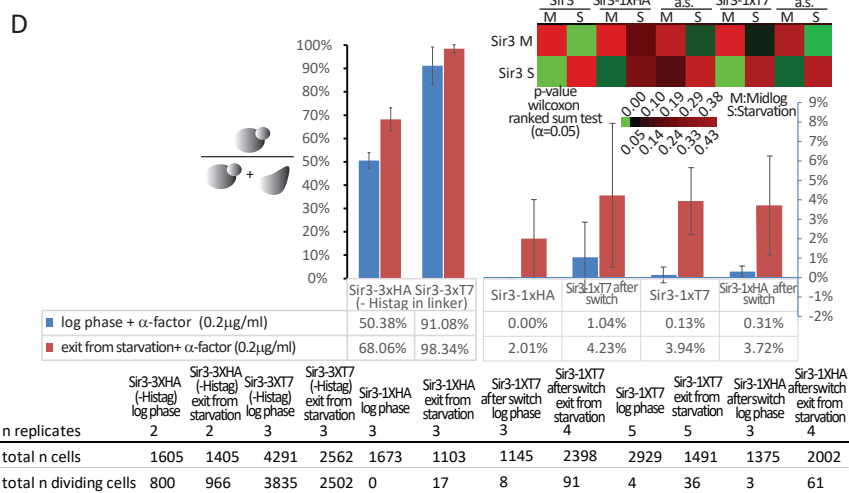 D
Sir3 Sir3-1xHA a.s. Sir3-1xT7 a.s.
M S M S M S M S M S
Sir3 M
Sir3 S
p-value
wilcoxon
ranked sum test
(α=0.05)
0.00 0.10 0.19 0.29 0.38
0.05 0.14 0.24 0.33 0.43
M:Midlog
S:Starvation
100%
90%
80%
70%
60%
50%
40%
30%
20%
10%
0%
+
9%
8%
7%
6%
5%
4%
3%
2%
1%
0%
-1%
-2%
Sir3-3xHA Sir3-3xT7
(- Histag in linker)
Sir3-1xHA
Sir3-1xT7 after
switch
Sir3-1xT7
Sir3-1xHA after
switch
log phase + α-factor (0.2µg/ml) 50.38% 91.08% 0.00% 1.04% 0.13% 0.31%
exit from starvation+ α-factor (0.2µg/ml) 68.06% 98.34% 2.01% 4.23% 3.94% 3.72%
Sir3-3XHA
(-Histag)
log phase
Sir3-3XHA
(-Histag)
exit from
starvation
Sir3-3XT7
(-Histag)
log phase
Sir3-3XT7
(-Histag)
exit from
starvation
Sir3-1XHA
log phase
Sir3-1XHA
exit from
starvation
Sir3-1XT7
after switch
log phase
Sir3-1XT7
after switch
exit from
starvation
Sir3-1XT7
log phase
Sir3-1XT7
exit from
starvation
Sir3-1XHA
after switch
log phase
Sir3-1XHA
after switch
exit from
starvation
n replicates 2 2 3 3 3 3 3 4 5 5 3 4
total n cells 1605 1405 4291 2562 1673 1103 1145 2398 2929 1491 1375 2002
total n dividing cells 800 966 3835 2502 0 17 8 91 4 36 3 61